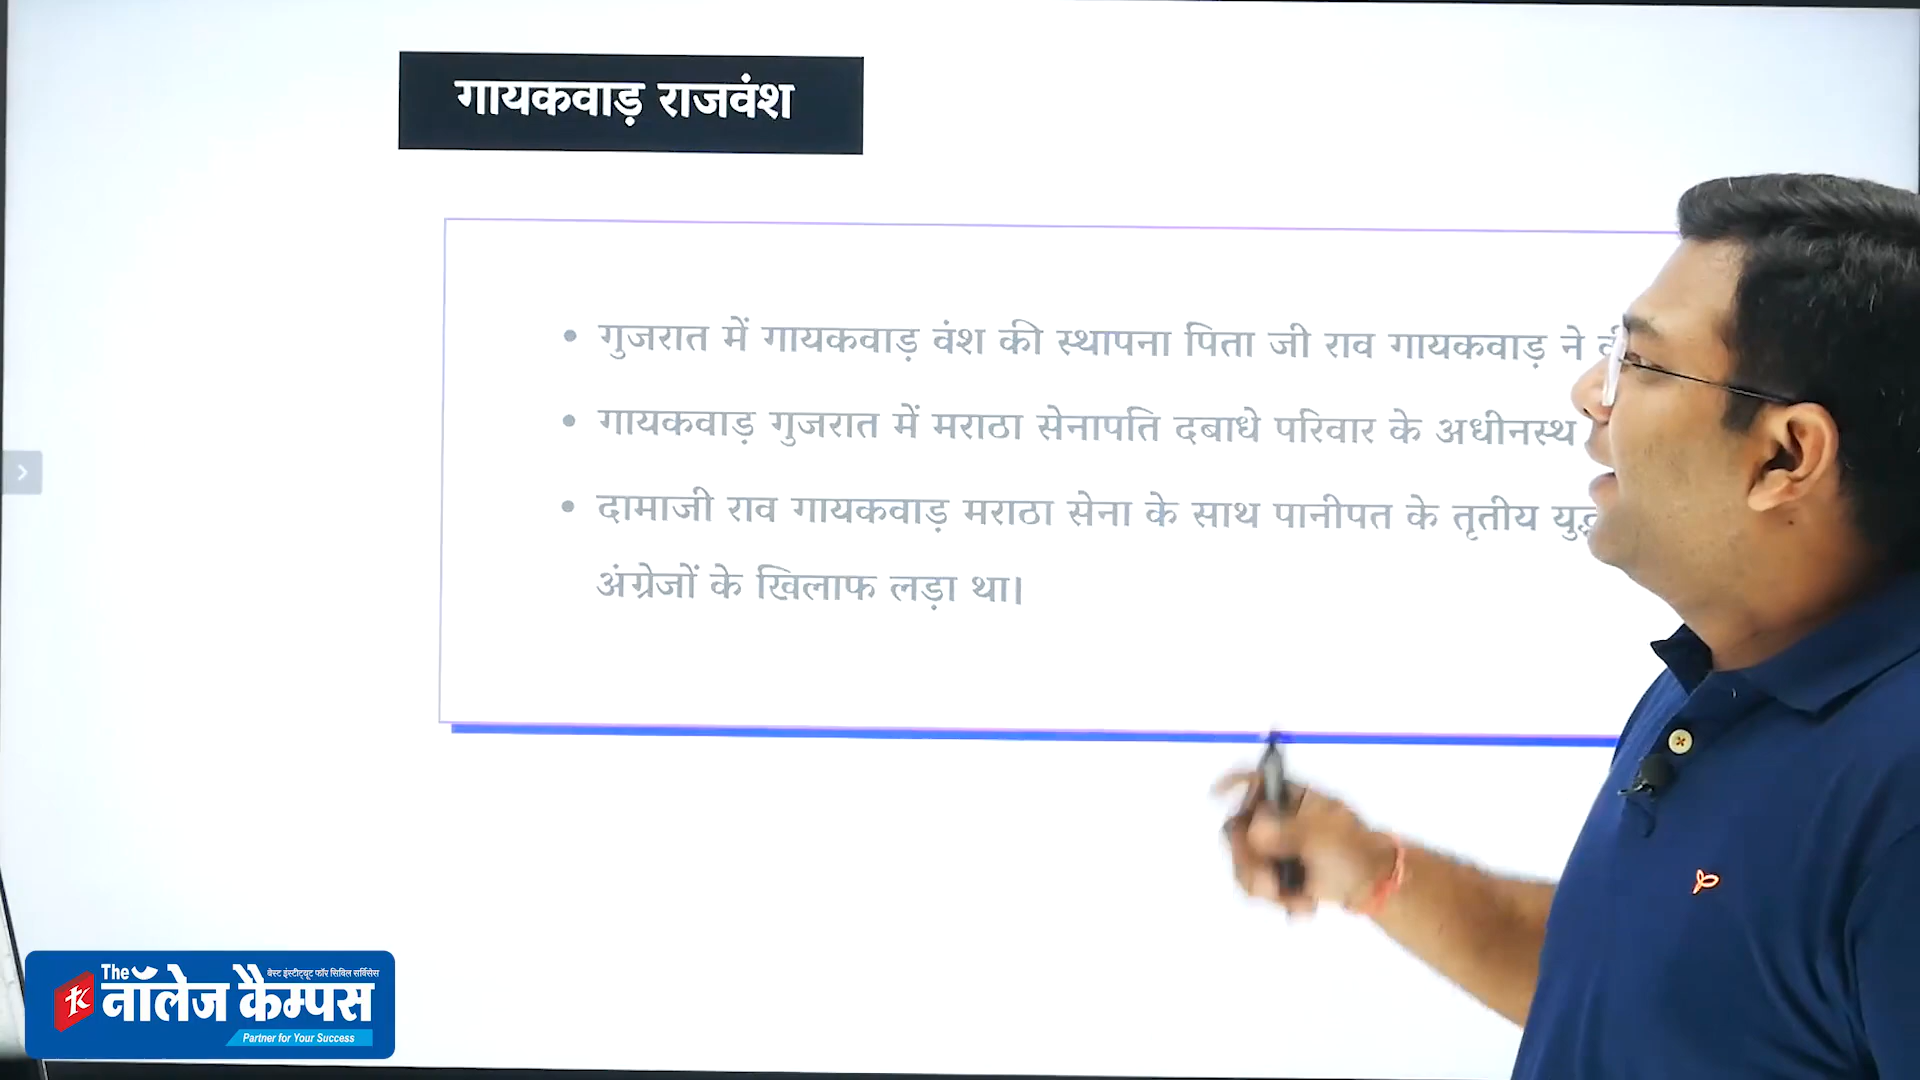 गायकवाड़ राजवंश
• गुजरात में गायकवाड़ वंश की स्थापना पिता जी राव गायकवाड़ ने
• गायकवाड़ गुजरात में मराठा सेनापति दबाधे परिवार के अधीनस्थ
• दामाजी राव गायकवाड़ मराठा सेना के साथ पानीपत के तृतीय युद्ध
अंग्रेजों के खिलाफ लड़ा था।
The बेस्ट इंस्टीट्यूट फॉर सिविल सर्विसेस
नॉलेज कैम्पस
Partner for Your Success